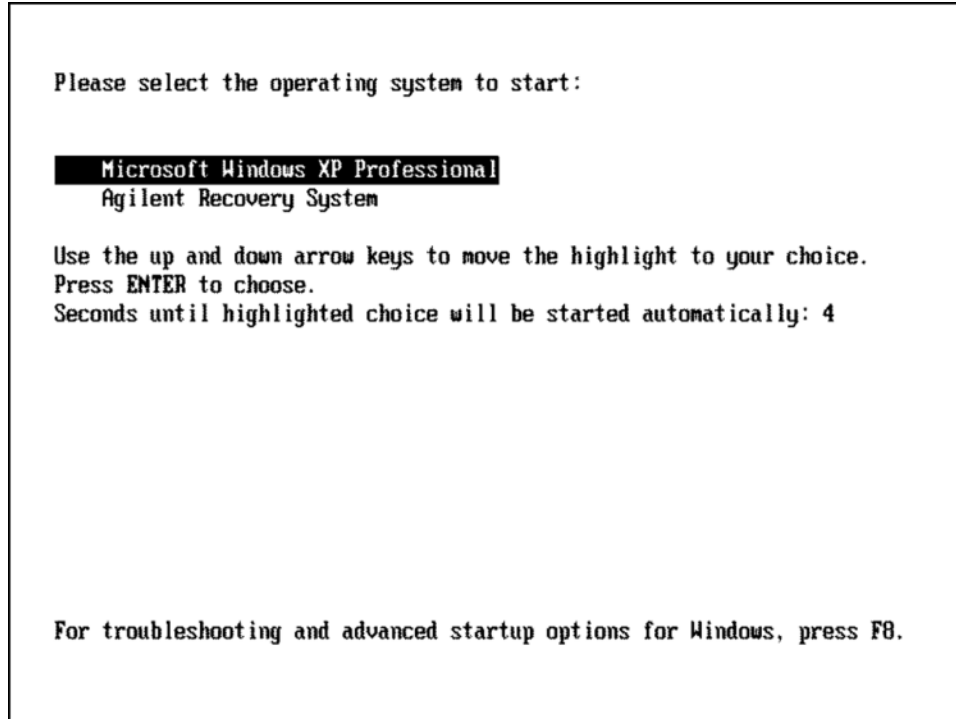 Please select the operating system to start:
Microsoft Windows XP Professional
Agilent Recovery System
Use the up and down arrow keys to move the highlight to your choice.
Press ENTER to choose.
Seconds until highlighted choice will be started automatically: 4
For troubleshooting and advanced startup options for Windows, press F8.